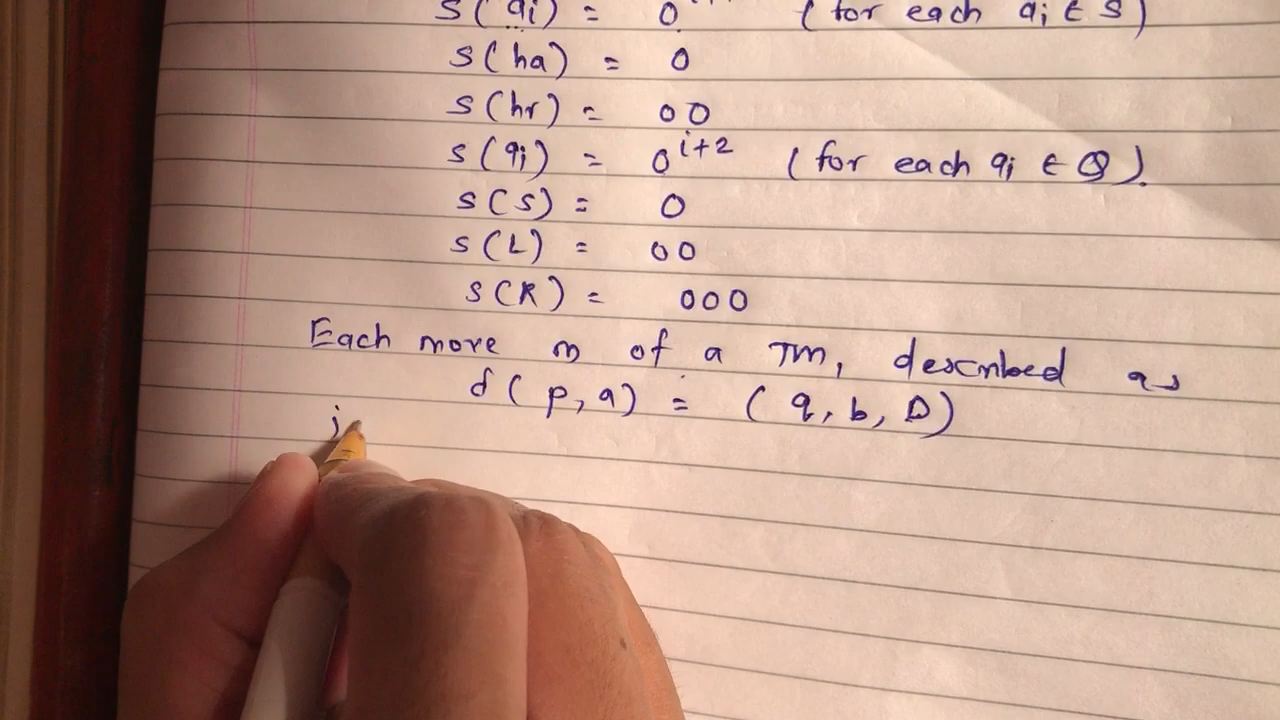 s(ai) = 0 (for each ai ∈ S)
s(ha) = 0
s(hr) = 00
s(qi) = 0^{i+2} (for each qi ∈ Q).
s(S) = 0
s(L) = 00
s(R) = 000
Each move m of a TM, described as
δ(p, a) = (q, b, D)
i